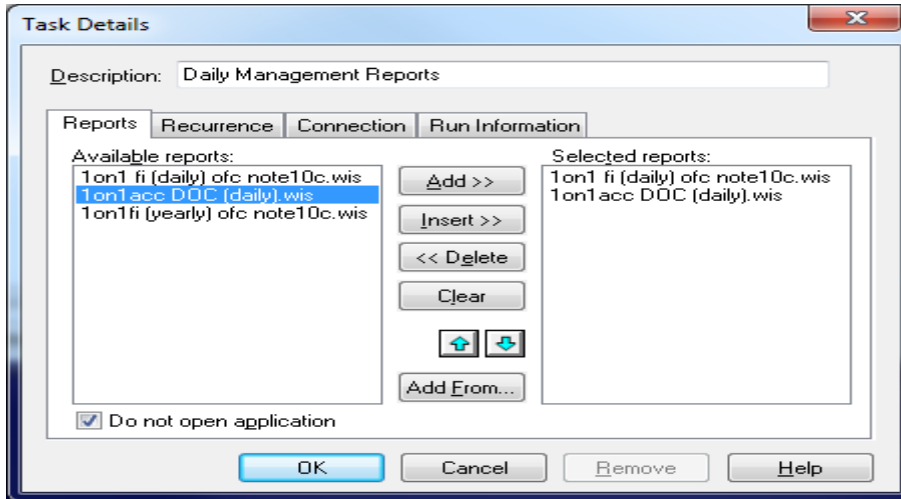 Task Details
Description: Daily Management Reports
Reports Recurrence Connection Run Information
Available reports:
1on1 fi (daily) ofc note10c.wis
1on1acc DOC (daily).wis
1on1fi (yearly) ofc note10c.wis
Add >>
Insert >>
<< Delete
Clear
Add From...
Selected reports:
1on1 fi (daily) ofc note10c.wis
1on1acc DOC (daily).wis
Do not open application
OK Cancel Remove Help